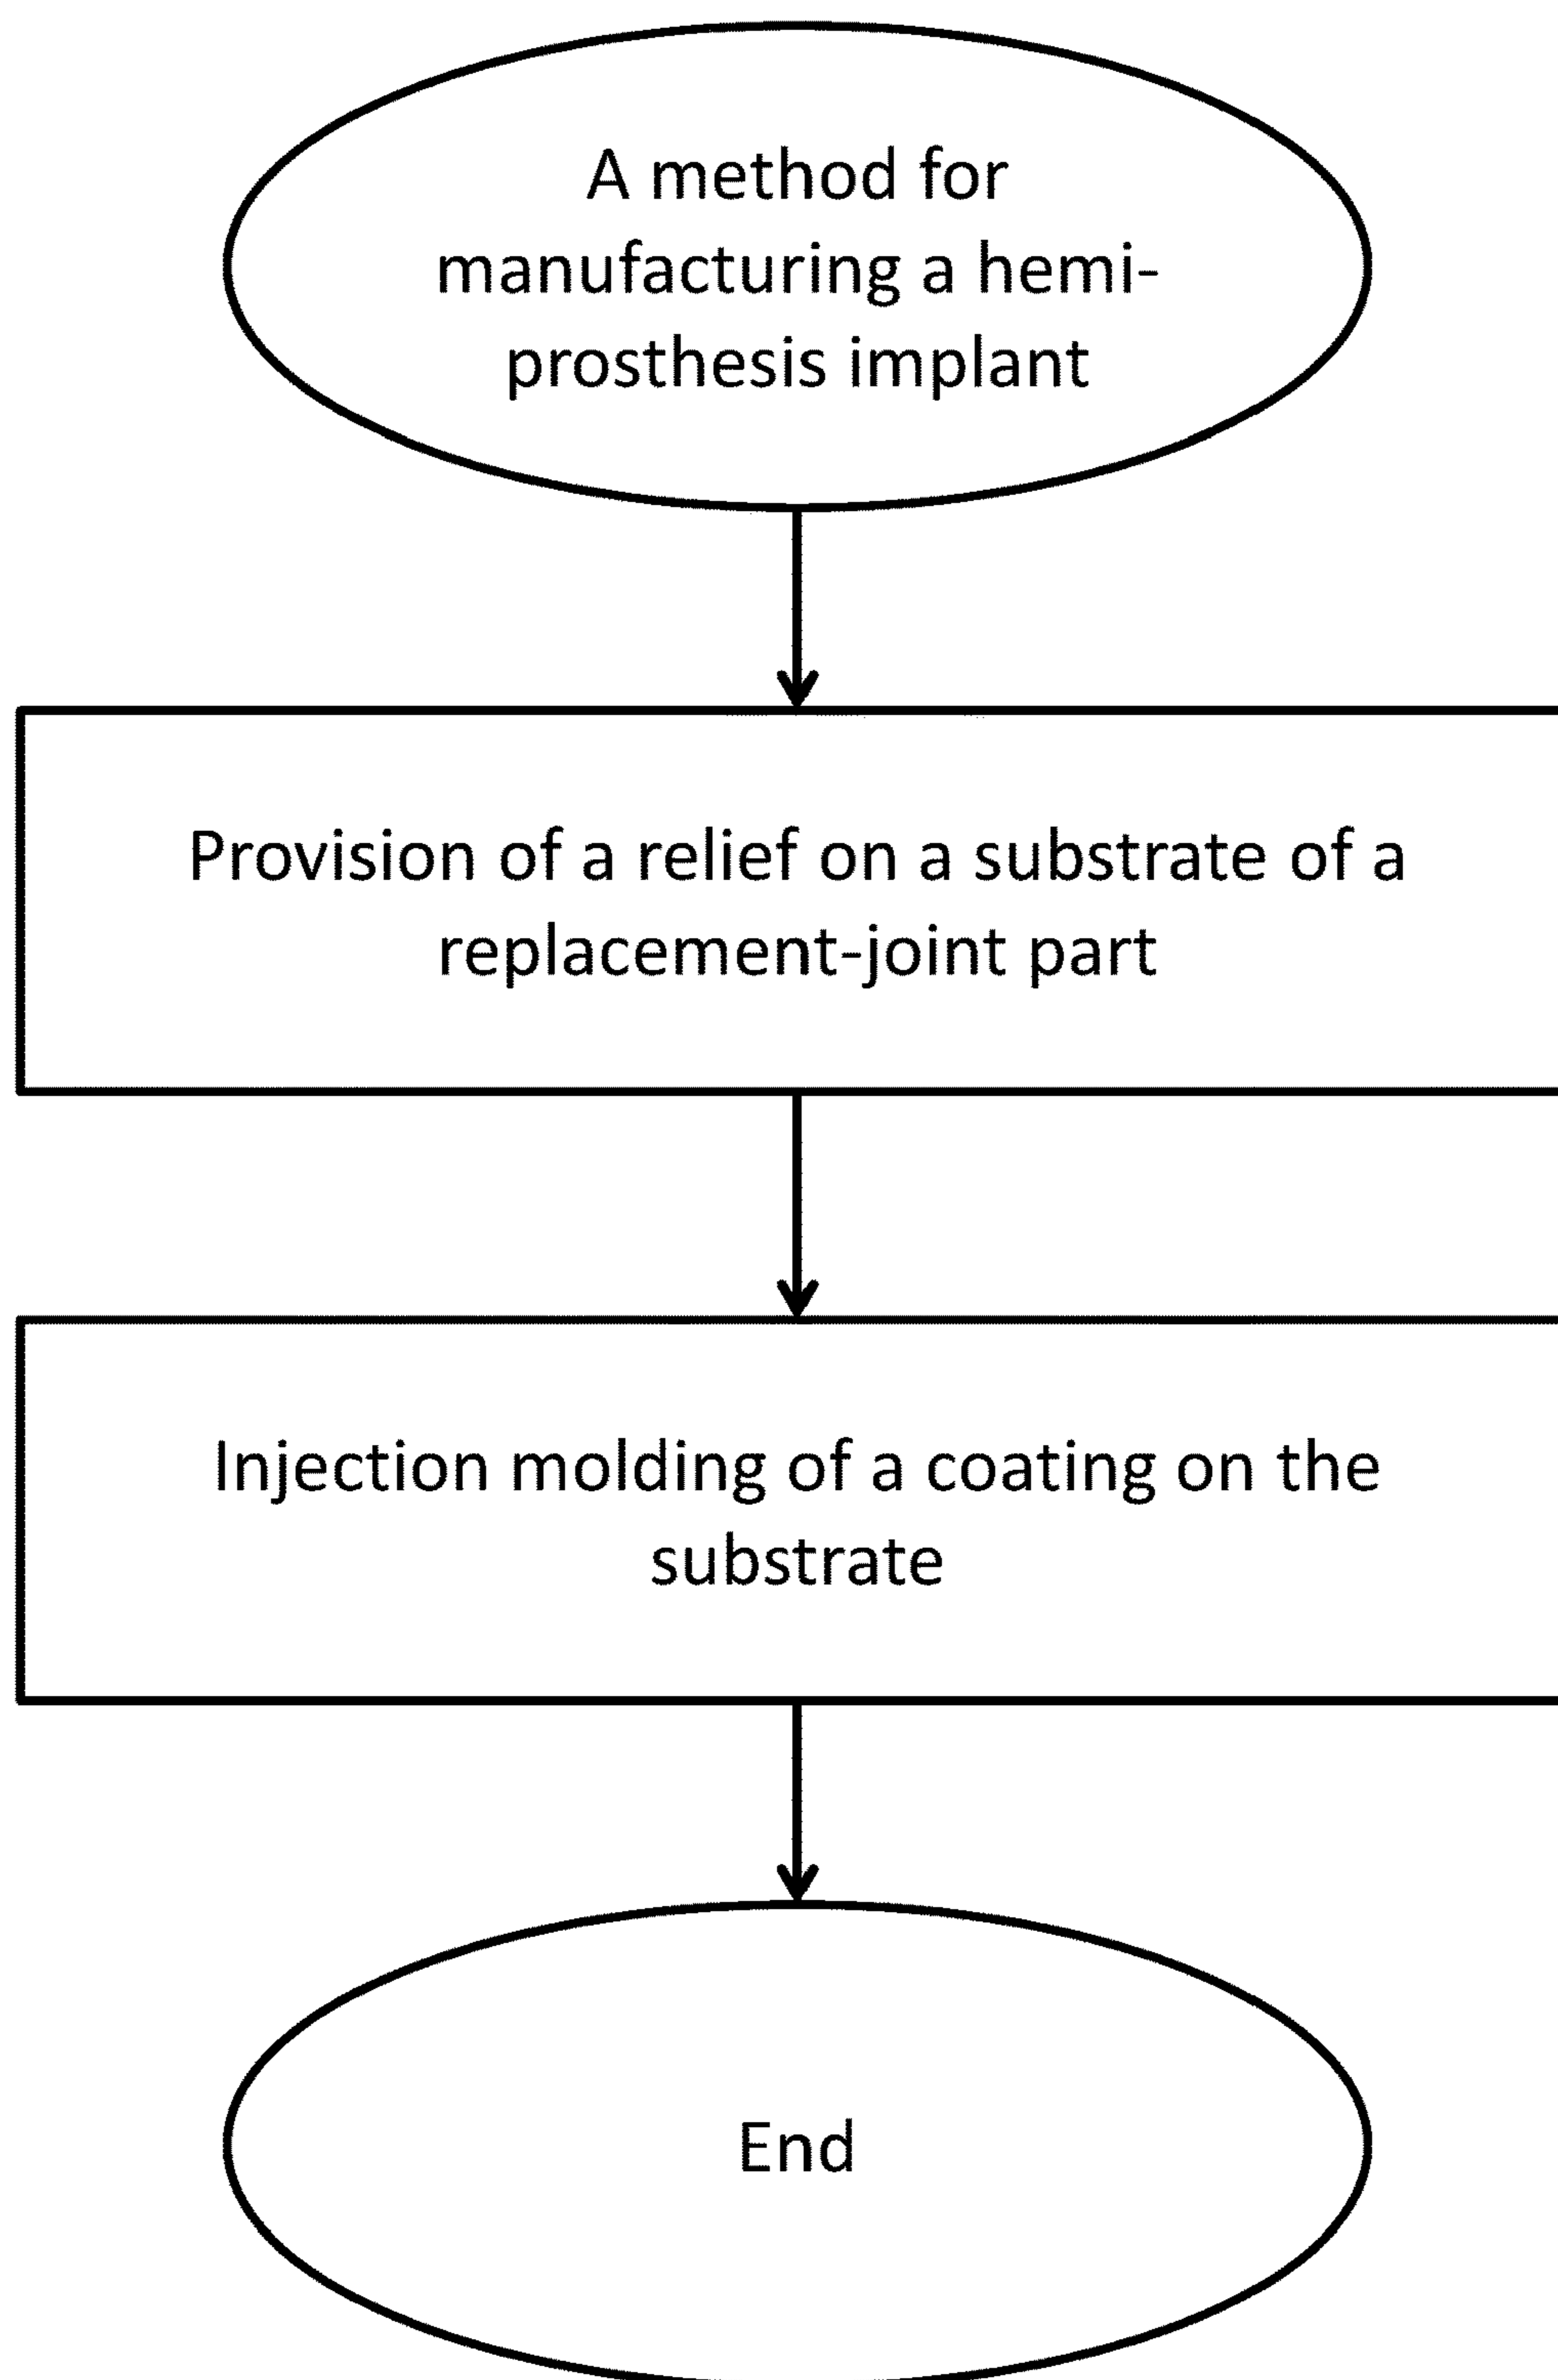 A method for
manufacturing a hemi-
prosthesis implant
Provision of a relief on a substrate of a
replacement-joint part
Injection molding of a coating on the
substrate
End